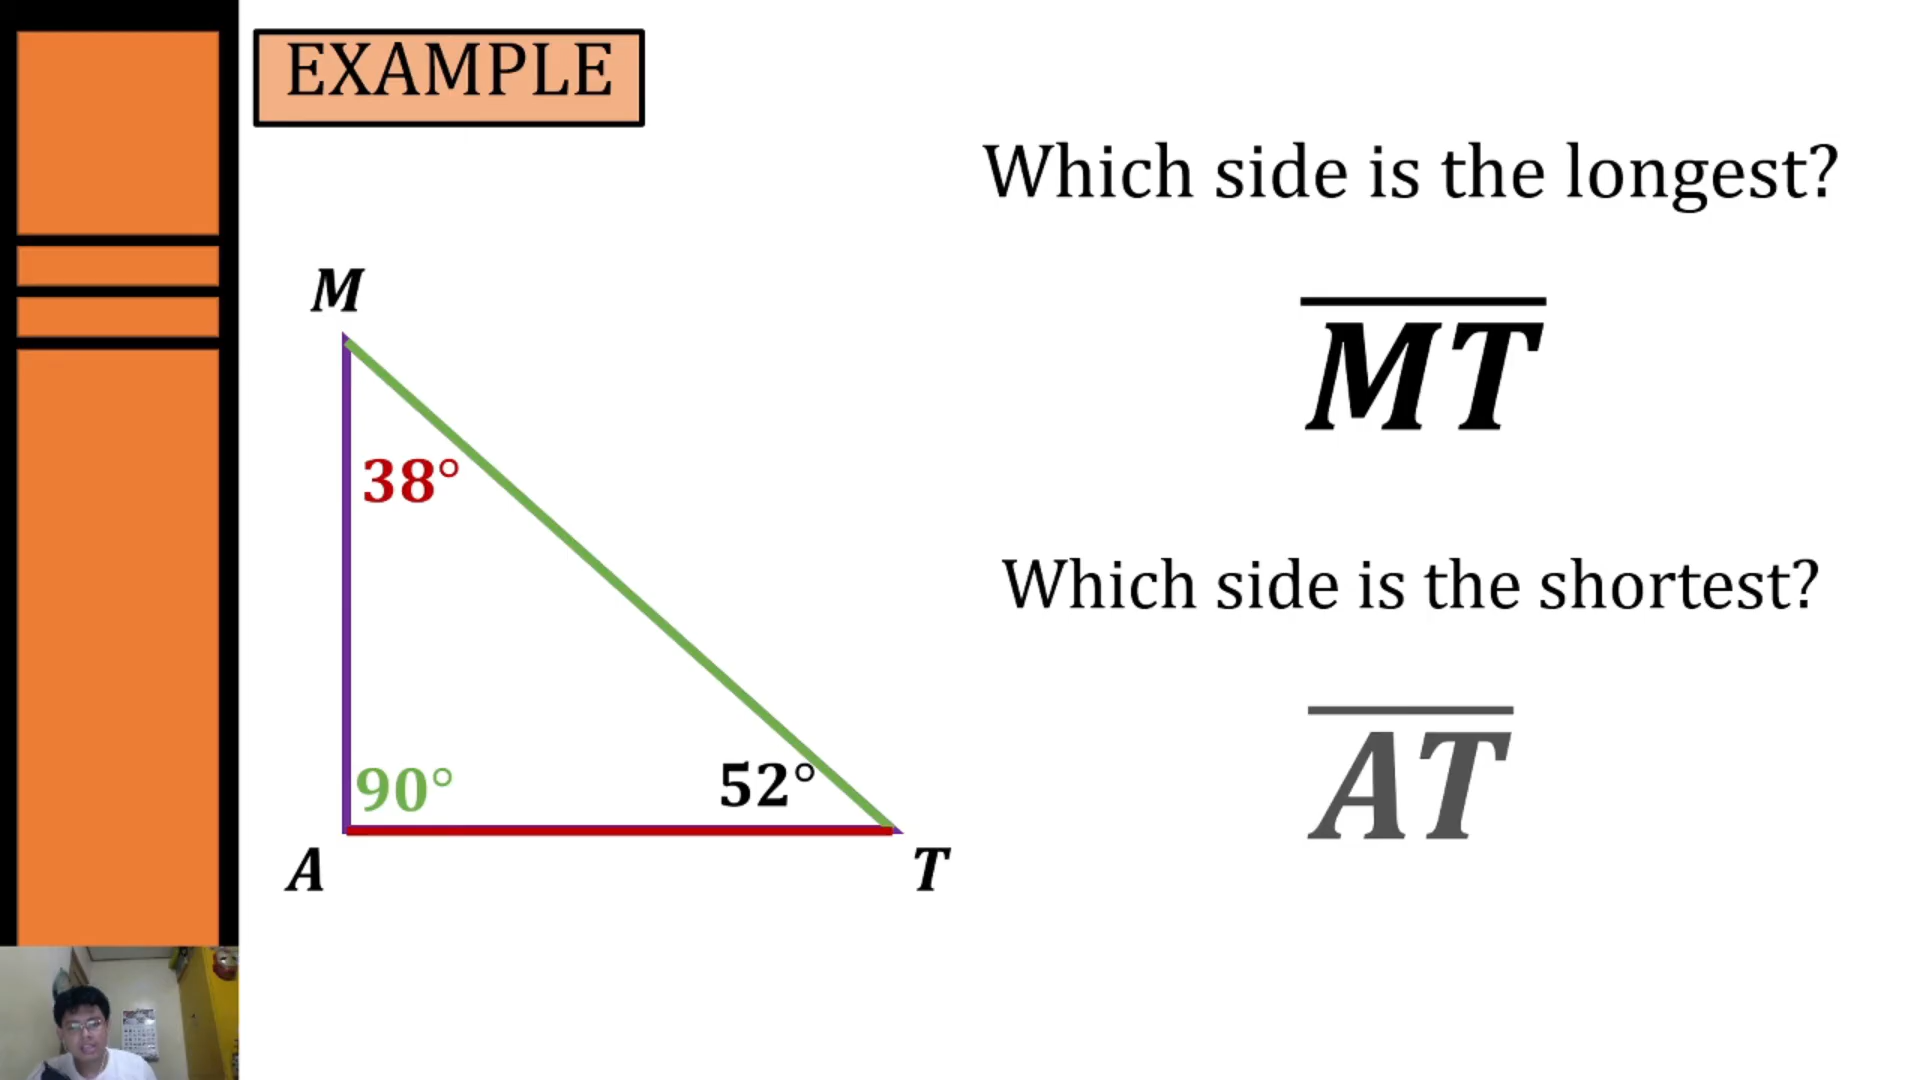 EXAMPLE
Which side is the longest?
M
MT
38°
Which side is the shortest?
90°
52°
AT
A
T